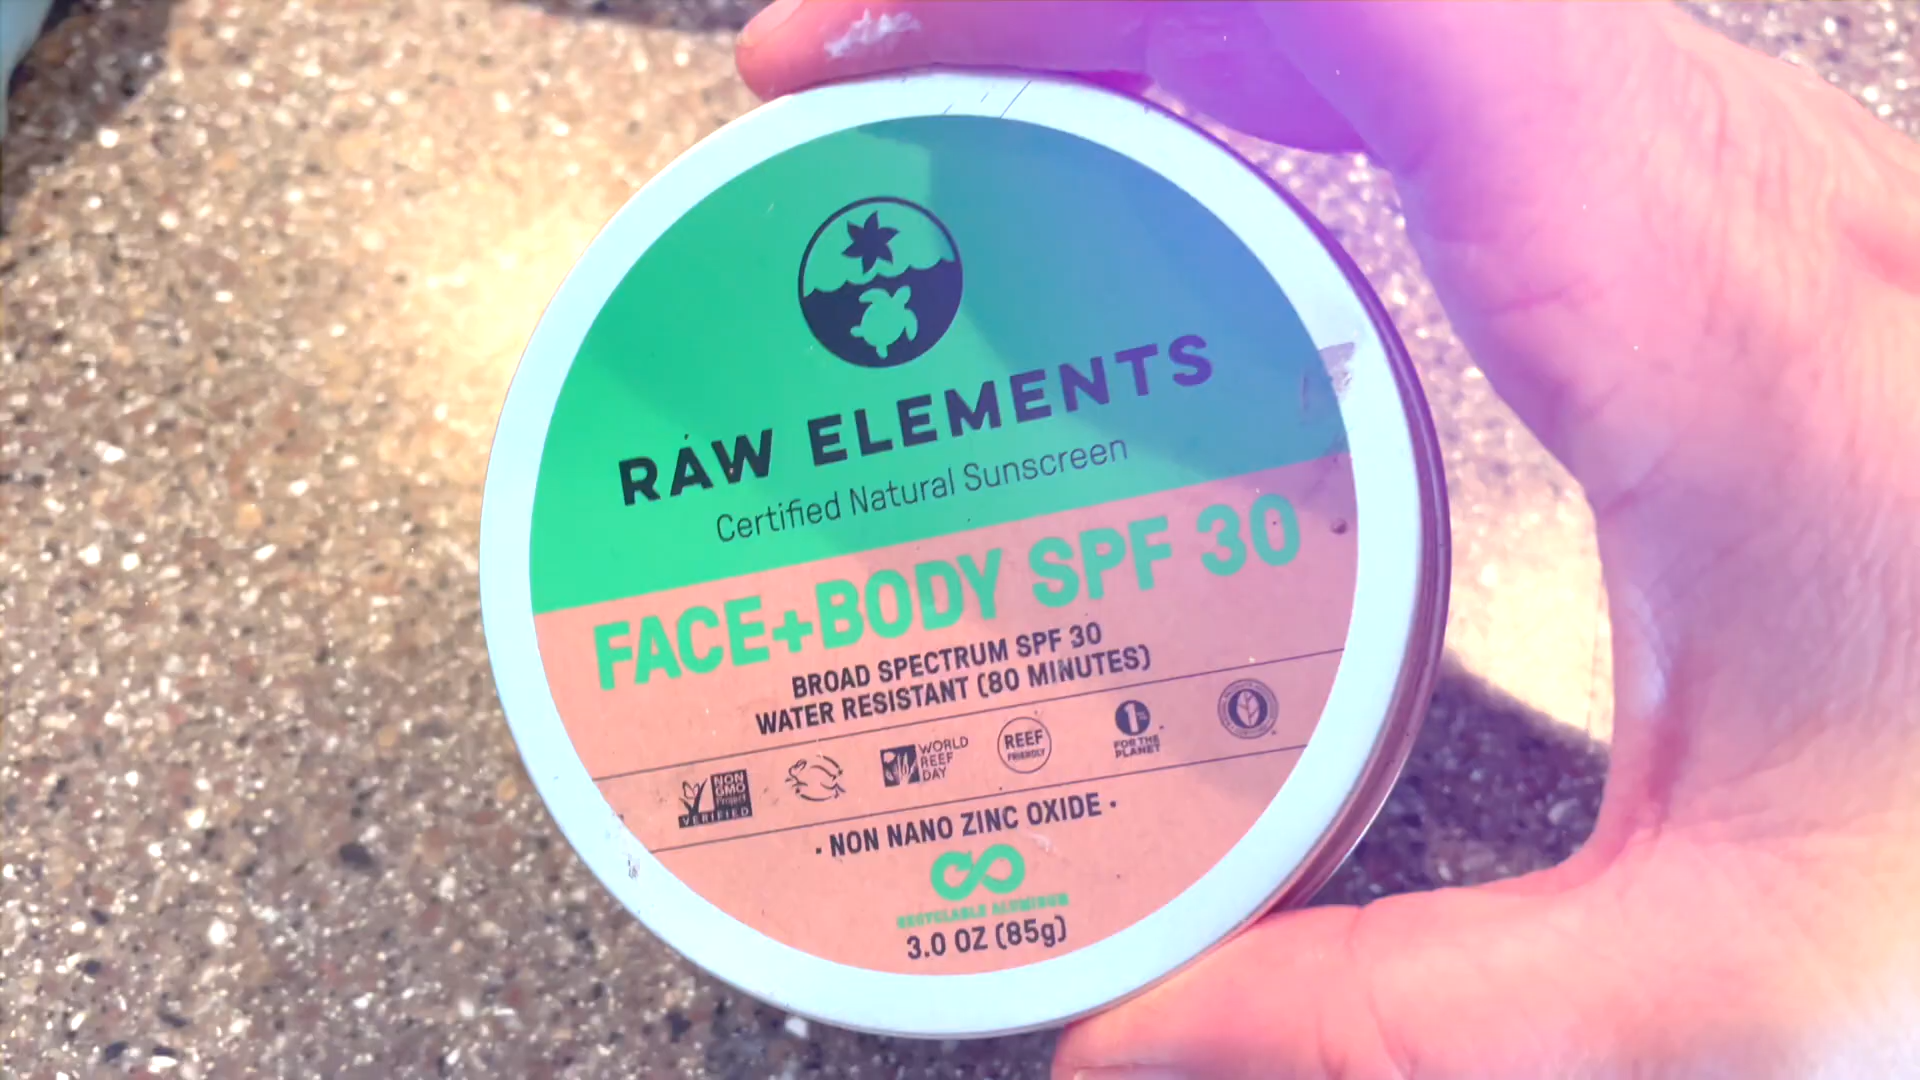 RAW ELEMENTS
Certified Natural Sunscreen
FACE+BODY SPF 30
BROAD SPECTRUM SPF 30
WATER RESISTANT (80 MINUTES)
NON
GMO
Project
VERIFIED
WORLD
REEF
DAY
REEF
FRIENDLY
1%
FOR THE
PLANET
• NON NANO ZINC OXIDE •
RECYCLABLE ALUMINUM
3.0 OZ (85g)